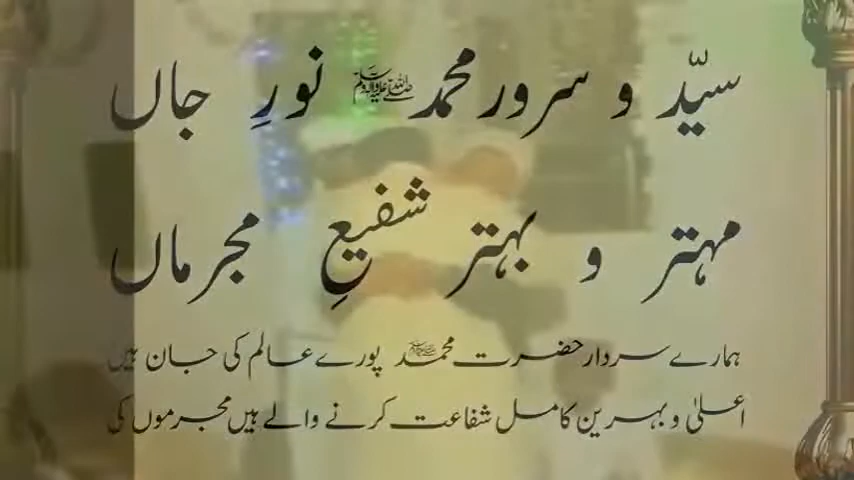 سیّد و سرور محمد ﷺ نورِ جاں
مہتر و بہتر شفیعِ مجرماں
ہمارے سردار حضرت محمد ﷺ پورے عالم کی جان ہیں
اعلیٰ و بہرین کامل شفاعت کرنے والے ہیں مجرموں کی